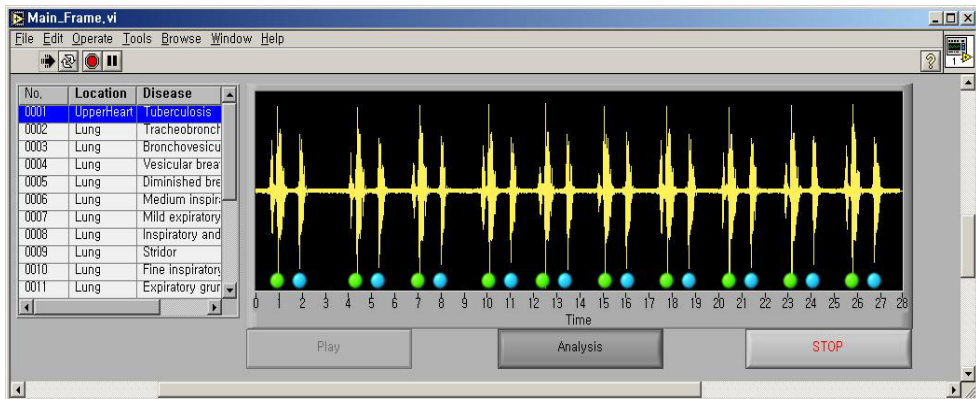 Main_Frame.vi
File Edit Operate Tools Browse Window Help
1
No. Location Disease
0001 UpperHeart Tuberculosis
0002 Lung Tracheobronch
0003 Lung Bronchovesicu
0004 Lung Vesicular brea
0005 Lung Diminished bre
0006 Lung Medium inspir
0007 Lung Mild expiratory
0008 Lung Inspiratory and
0009 Lung Stridor
0010 Lung Fine inspiratory
0011 Lung Expiratory grun
0 1 2 3 4 5 6 7 8 9 10 11 12 13 14 15 16 17 18 19 20 21 22 23 24 25 26 27 28
Time
Play Analysis STOP